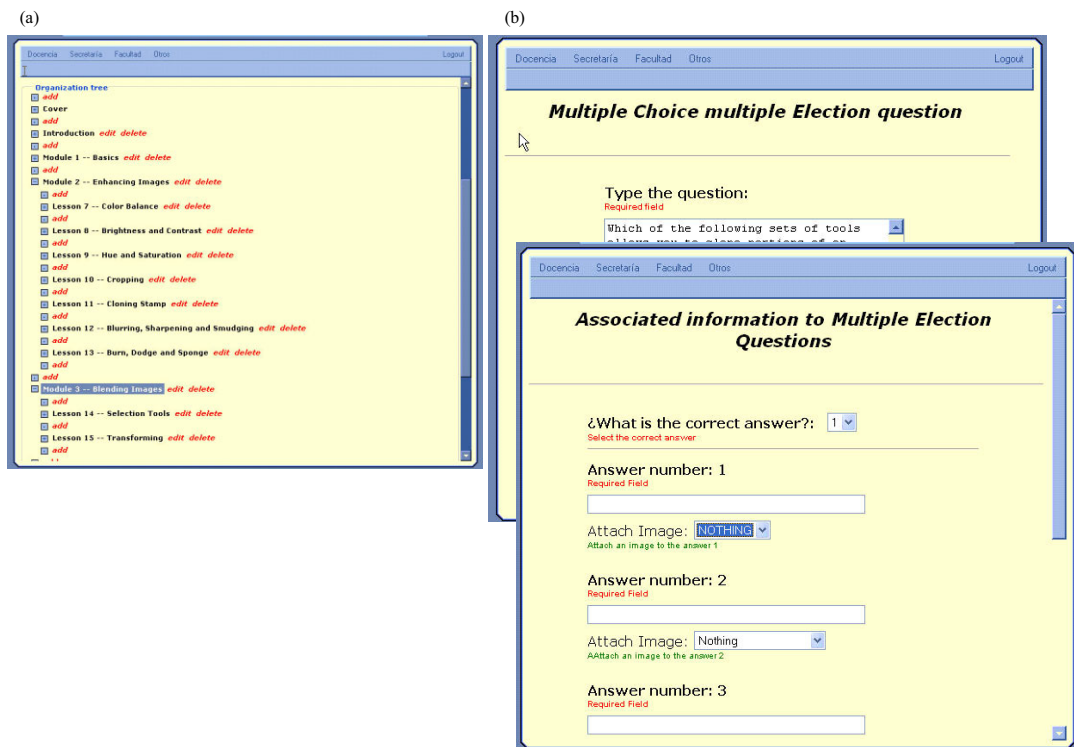 (a)
(b)
Docencia Secretaría Facultad Otros Logout
Organization tree
add
Cover
add
Introduction edit delete
add
Module 1 -- Basics edit delete
add
Module 2 -- Enhancing Images edit delete
add
Lesson 7 -- Color Balance edit delete
add
Lesson 8 -- Brightness and Contrast edit delete
add
Lesson 9 -- Hue and Saturation edit delete
add
Lesson 10 -- Cropping edit delete
add
Lesson 11 -- Cloning Stamp edit delete
add
Lesson 12 -- Blurring, Sharpening and Smudging edit delete
add
Lesson 13 -- Burn, Dodge and Sponge edit delete
add
add
Module 3 -- Blending Images edit delete
add
Lesson 14 -- Selection Tools edit delete
add
Lesson 15 -- Transforming edit delete
add
Docencia Secretaría Facultad Otros Logout
Multiple Choice multiple Election question
Type the question:
Required field
Which of the following sets of tools
Docencia Secretaría Facultad Otros Logout
Associated information to Multiple Election
Questions
¿What is the correct answer?: 1
Select the correct answer
Answer number: 1
Required Field
Attach Image: NOTHING
Attach an image to the answer 1
Answer number: 2
Required Field
Attach Image: Nothing
AAttach an image to the answer 2
Answer number: 3
Required Field